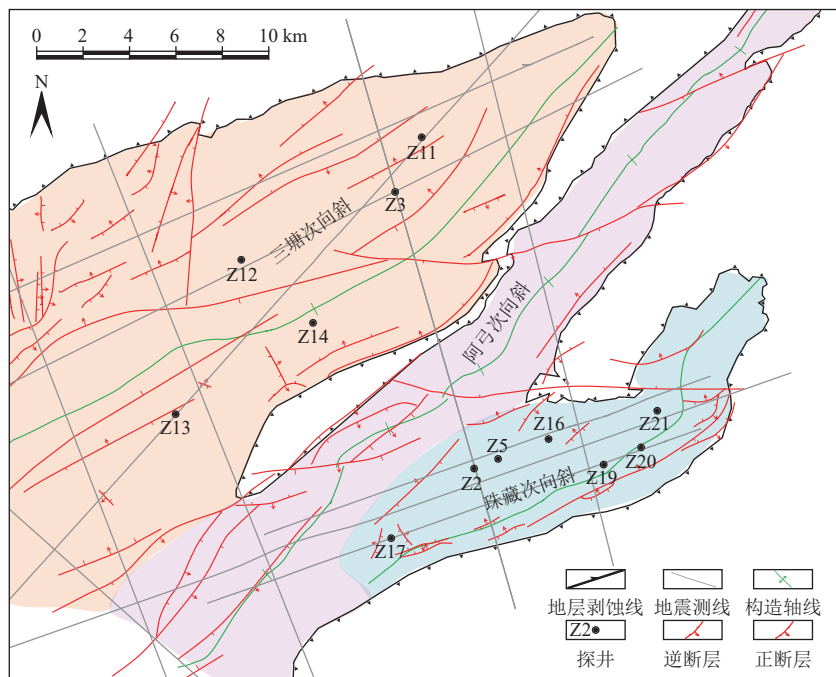 0 2 4 6 8 10 km
N
Z11
Z3
三塘次向斜
Z12
Z14
阿弓次向斜
Z13
Z16
Z21
Z5
Z2
Z20
Z19
珠藏次向斜
Z17
地层剥蚀线 地震测线 构造轴线
Z2
探井 逆断层 正断层